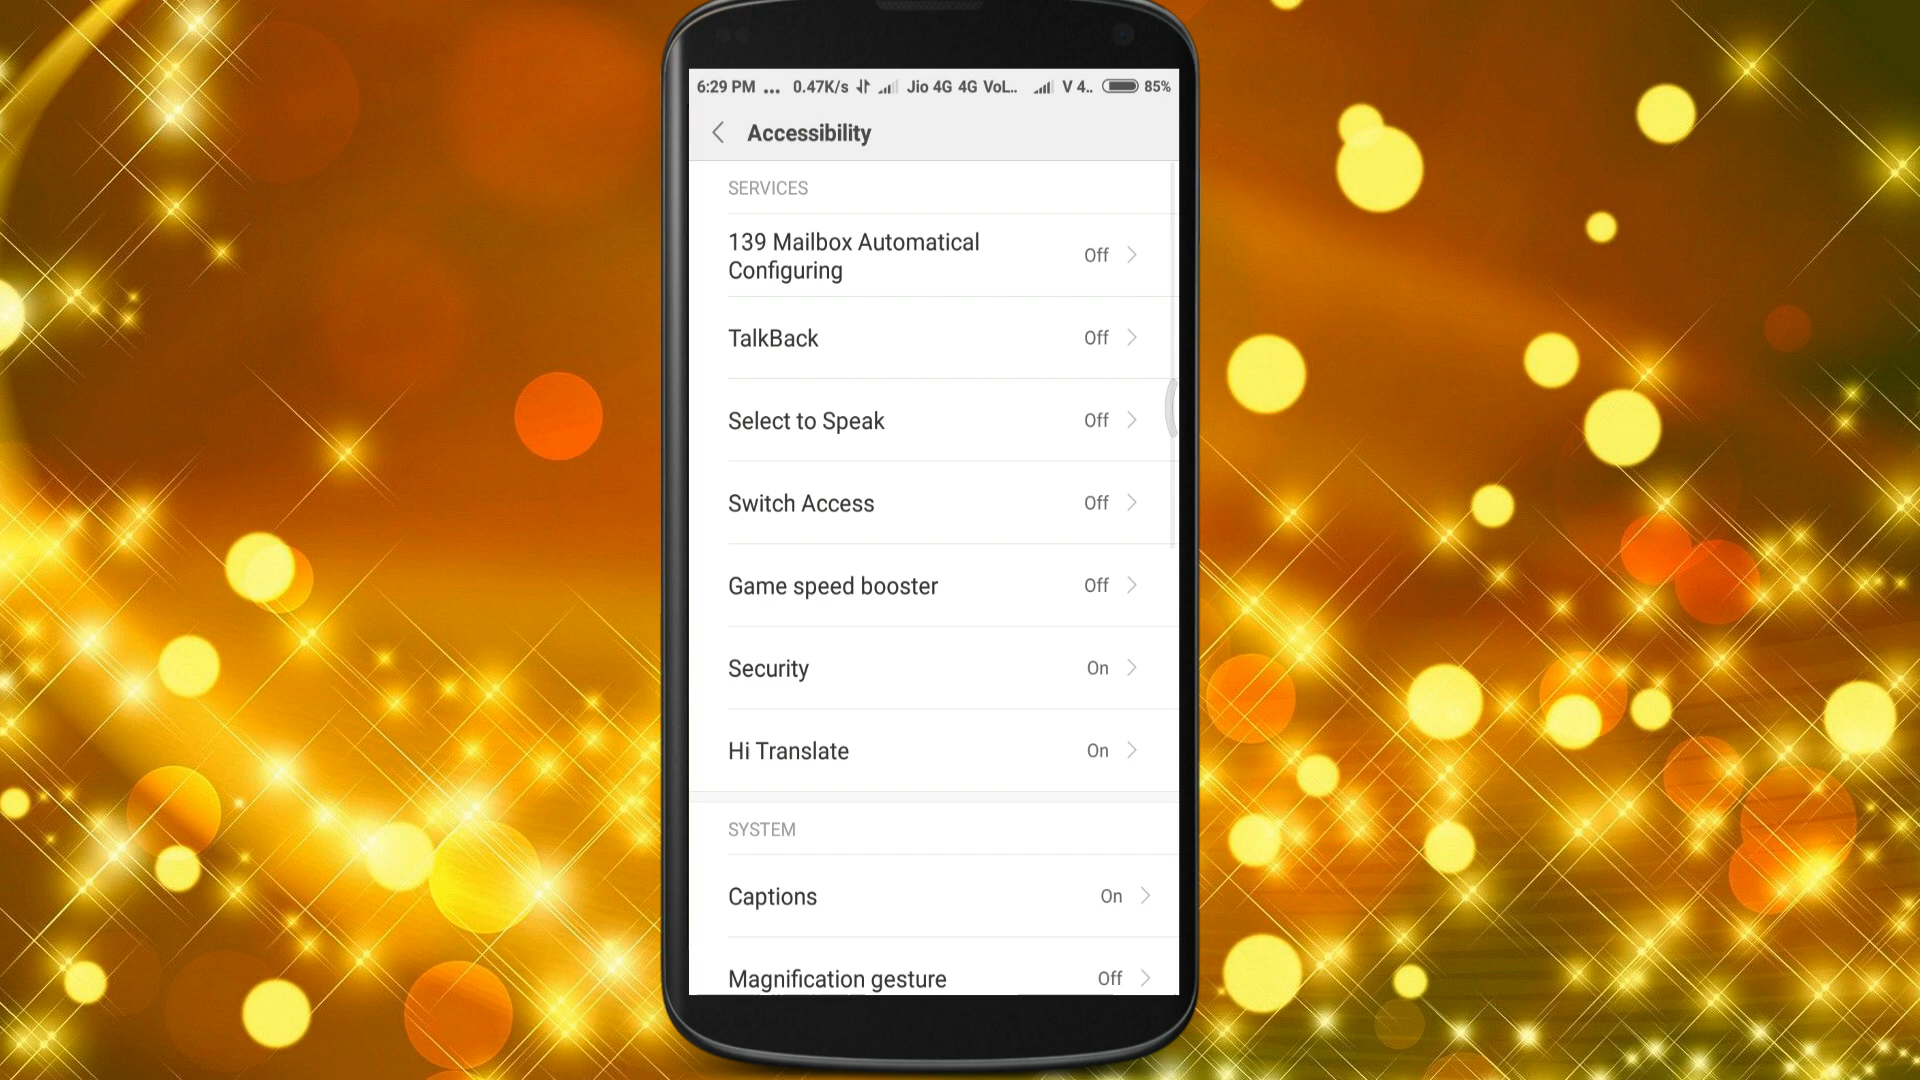 6:29 PM ... 0.47K/s Jio 4G 4G VoL... V 4.. 85%
Accessibility
SERVICES
139 Mailbox Automatical
Configuring
Off
TalkBack Off
Select to Speak Off
Switch Access Off
Game speed booster Off
Security On
Hi Translate On
SYSTEM
Captions On
Magnification gesture Off